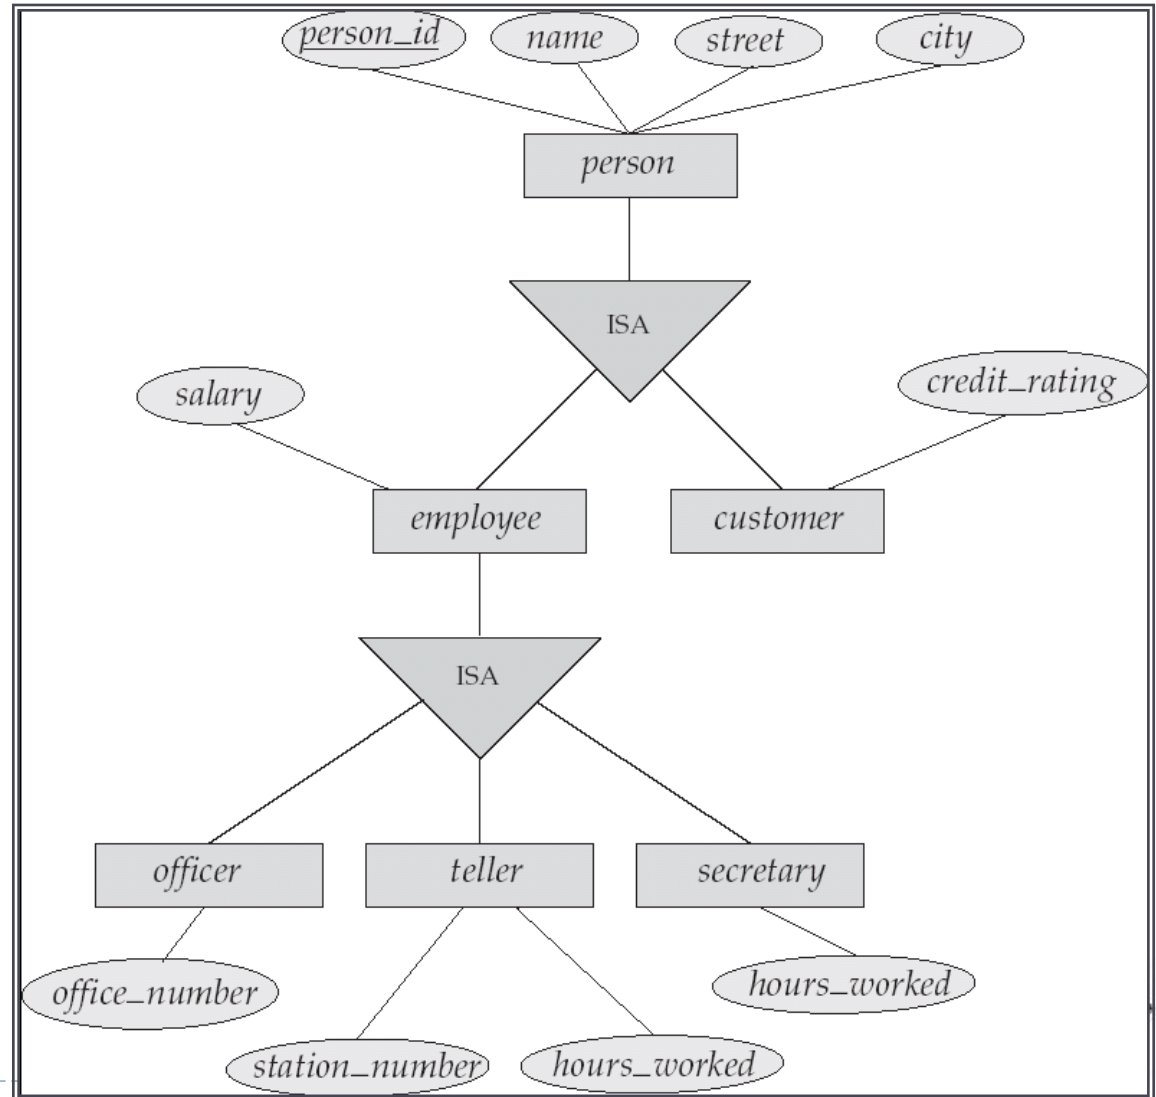 person_id
name
street
city
person
ISA
salary
credit_rating
employee
customer
ISA
officer
teller
secretary
office_number
hours_worked
station_number
hours_worked